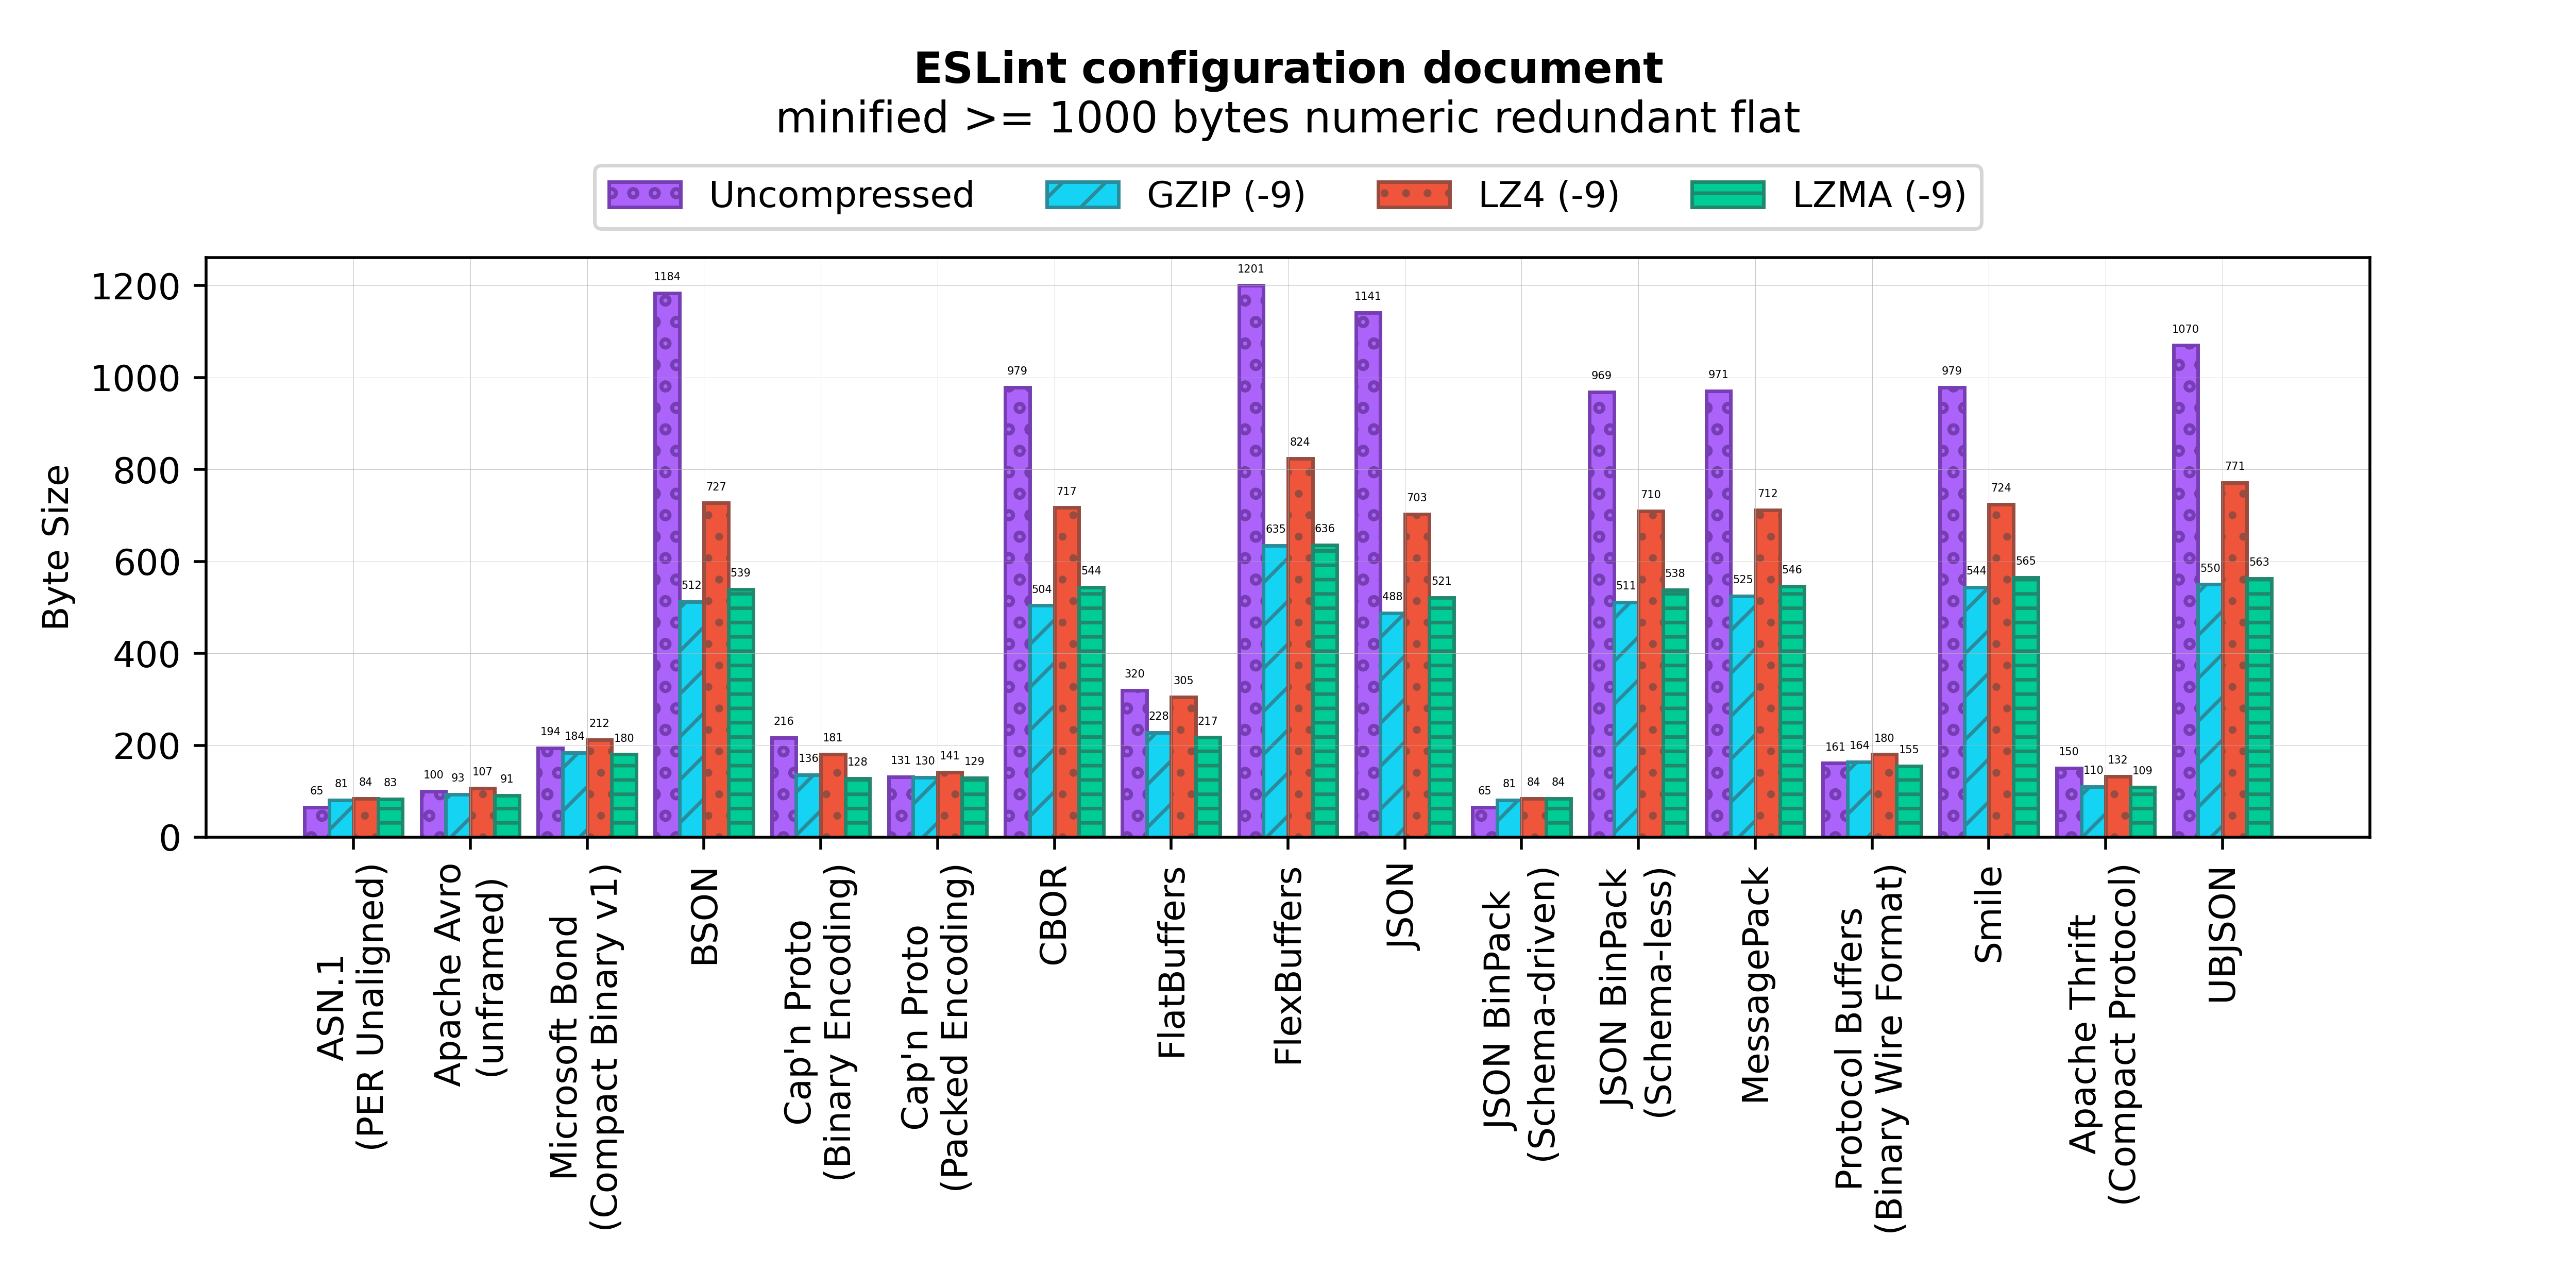 ESLint configuration document
minified >= 1000 bytes numeric redundant flat
Uncompressed
GZIP (-9)
LZ4 (-9)
LZMA (-9)
Byte Size
1200
1000
800
600
400
200
0
65
81
84
83
100
93
107
91
194
184
212
180
1184
512
727
539
216
136
181
128
131
130
141
129
979
504
717
544
320
228
305
217
1201
635
824
636
1141
488
703
521
65
81
84
84
969
511
710
538
971
525
712
546
161
164
180
155
979
544
724
565
150
110
132
109
1070
550
771
563
ASN.1
(PER Unaligned)
Apache Avro
(unframed)
Microsoft Bond
(Compact Binary v1)
BSON
Cap'n Proto
(Binary Encoding)
Cap'n Proto
(Packed Encoding)
CBOR
FlatBuffers
FlexBuffers
JSON
JSON BinPack
(Schema-driven)
JSON BinPack
(Schema-less)
MessagePack
Protocol Buffers
(Binary Wire Format)
Smile
Apache Thrift
(Compact Protocol)
UBJSON